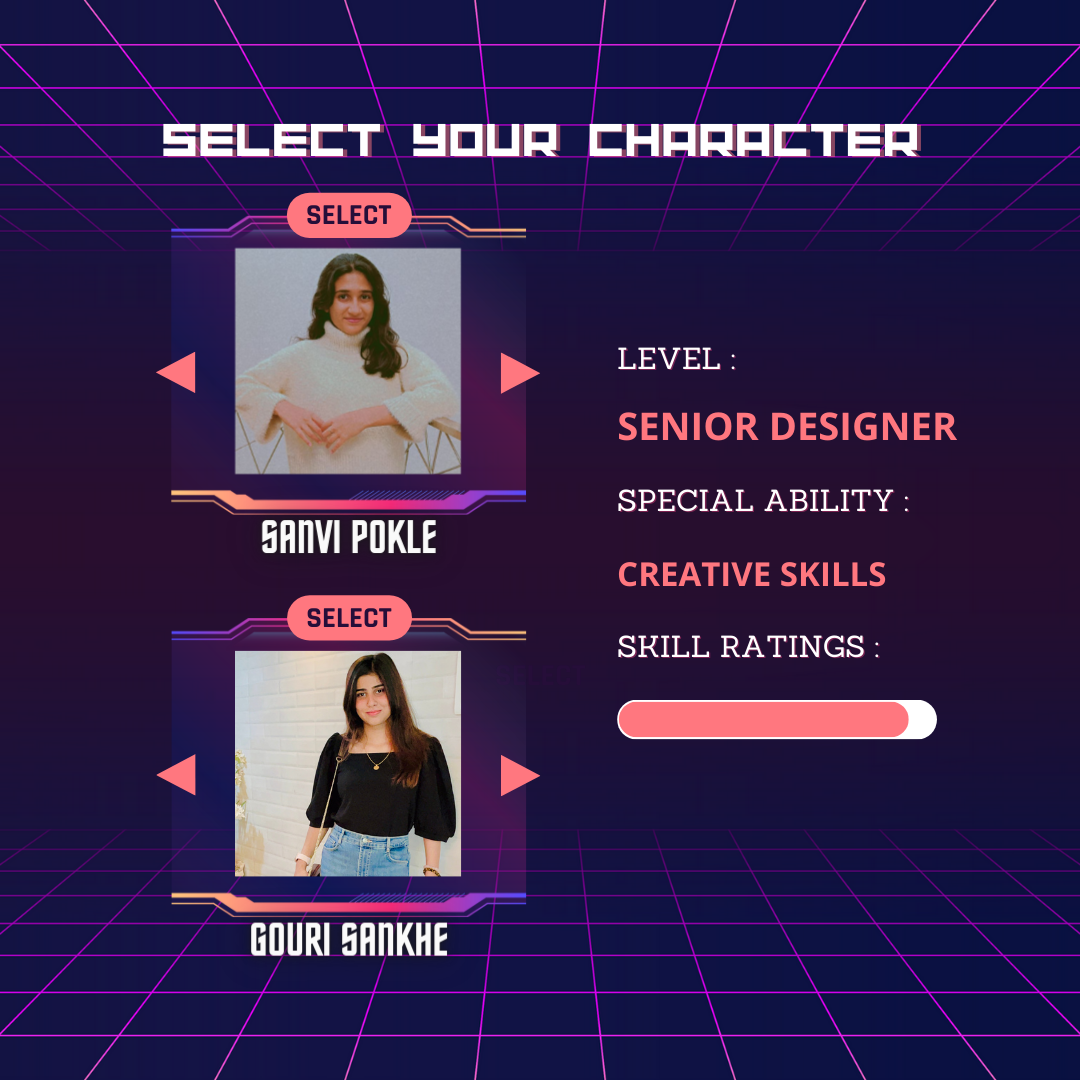 SELECT YOUR CHARACTER
SELECT
SANVI POKLE
SELECT
GOURI SANKHE
LEVEL :
SENIOR DESIGNER
SPECIAL ABILITY :
CREATIVE SKILLS
SKILL RATINGS :